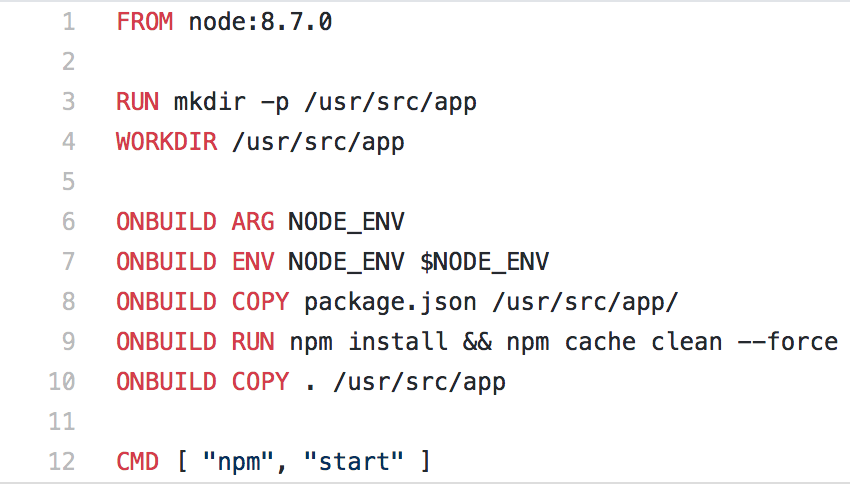 1 FROM node:8.7.0
2
3 RUN mkdir -p /usr/src/app
4 WORKDIR /usr/src/app
5
6 ONBUILD ARG NODE_ENV
7 ONBUILD ENV NODE_ENV $NODE_ENV
8 ONBUILD COPY package.json /usr/src/app/
9 ONBUILD RUN npm install && npm cache clean --force
10 ONBUILD COPY . /usr/src/app
11
12 CMD [ "npm", "start" ]